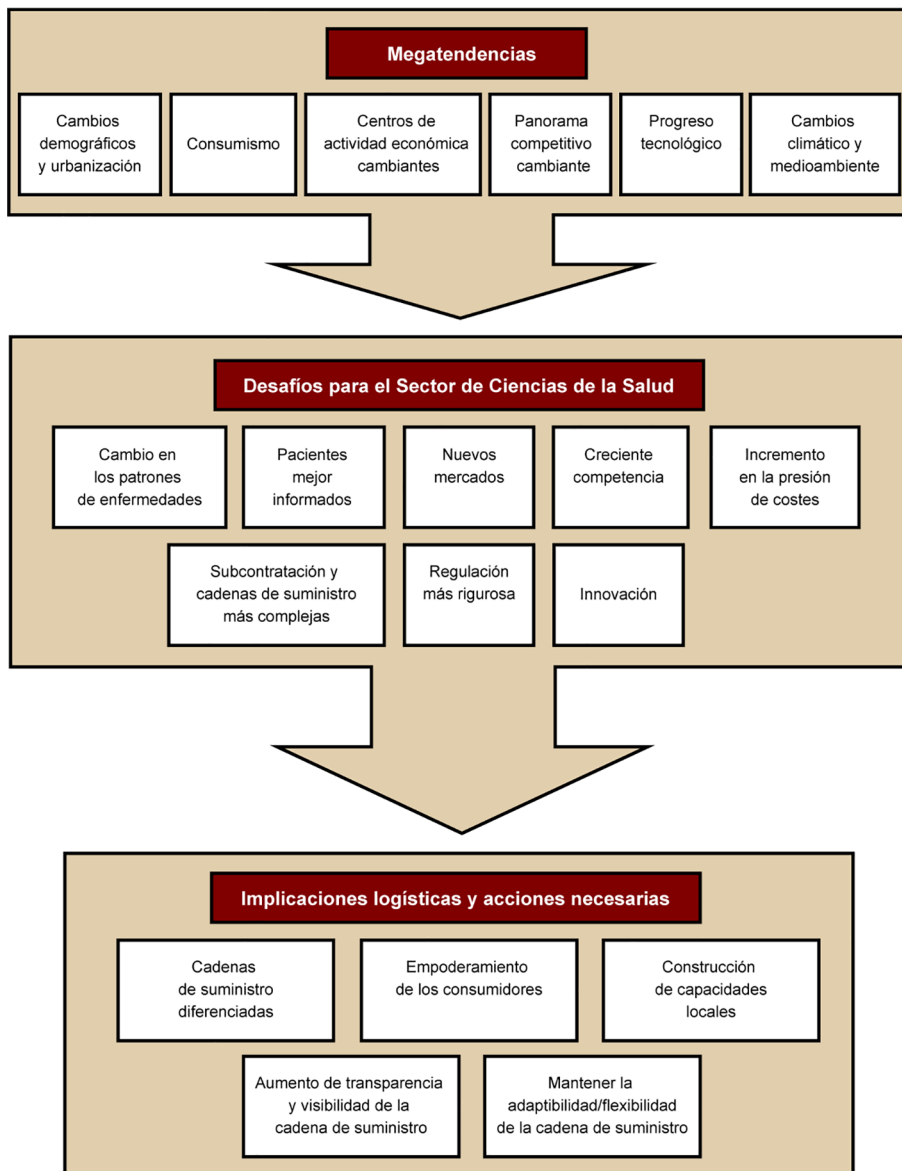 Megatendencias
Cambios
demográficos
y urbanización
Consumismo
Centros de
actividad económica
cambiantes
Panorama
competitivo
cambiante
Progreso
tecnológico
Cambios
climático y
medioambiente
Desafíos para el Sector de Ciencias de la Salud
Cambio en
los patrones
de enfermedades
Pacientes
mejor
informados
Nuevos
mercados
Creciente
competencia
Incremento
en la presión
de costes
Subcontratación y
cadenas de suministro
más complejas
Regulación
más rigurosa
Innovación
Implicaciones logísticas y acciones necesarias
Cadenas
de suministro
diferenciadas
Empoderamiento
de los consumidores
Construcción
de capacidades
locales
Aumento de transparencia
y visibilidad de la
cadena de suministro
Mantener la
adaptibilidad/flexibilidad
de la cadena de suministro